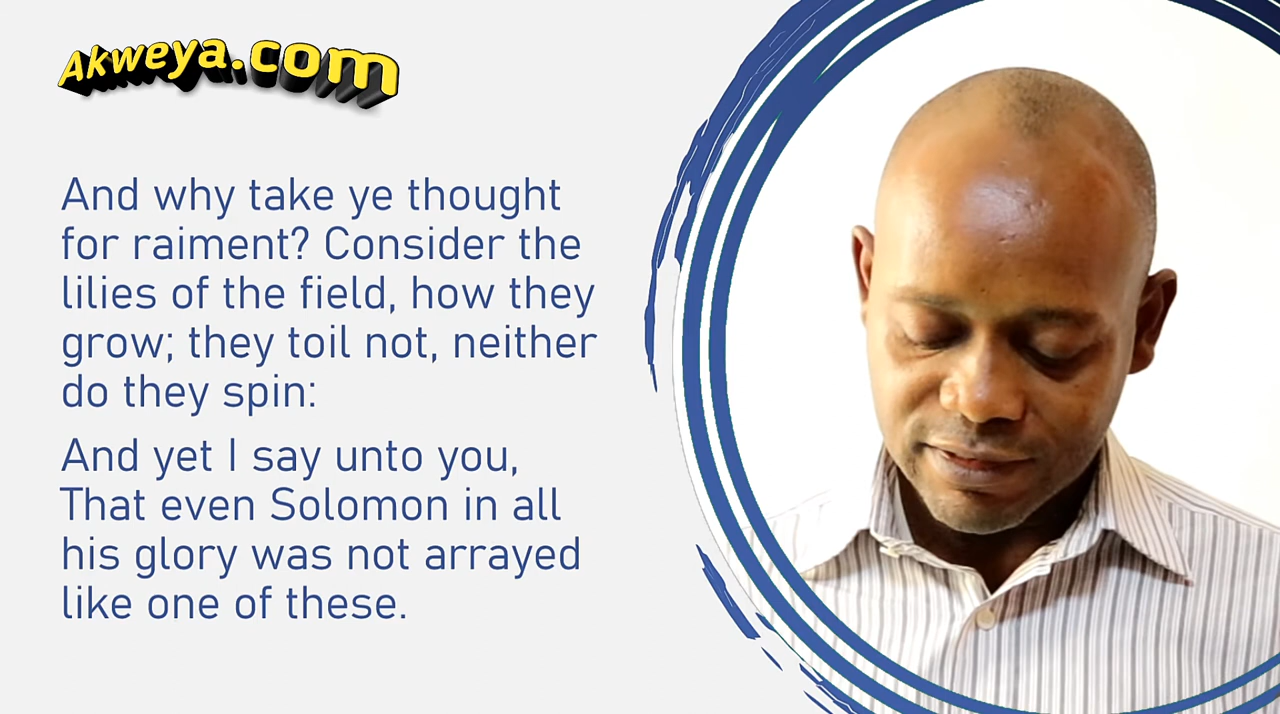 Akweya.com
And why take ye thought
for raiment? Consider the
lilies of the field, how they
grow; they toil not, neither
do they spin:
And yet I say unto you,
That even Solomon in all
his glory was not arrayed
like one of these.